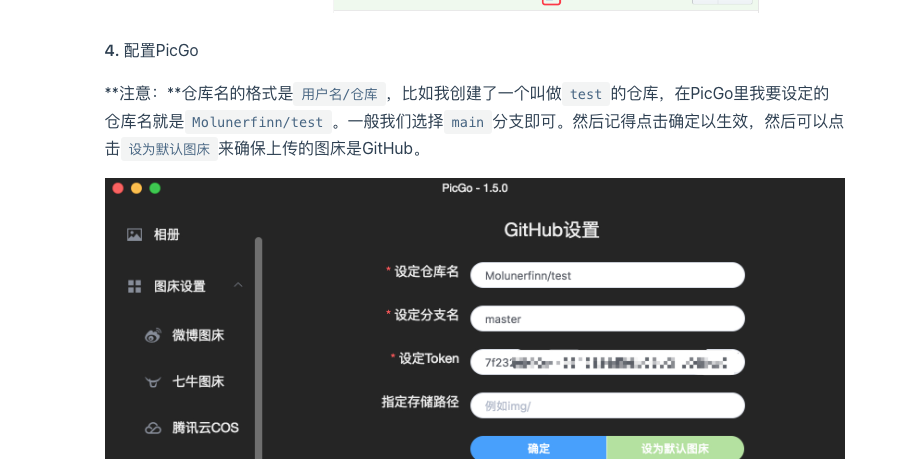 4. 配置PicGo
**注意：**仓库名的格式是 用户名/仓库 ，比如我创建了一个叫做 test 的仓库，在PicGo里我要设定的
仓库名就是 Molunerfinn/test 。一般我们选择 main 分支即可。然后记得点击确定以生效，然后可以点
击 设为默认图床 来确保上传的图床是GitHub。
PicGo - 1.5.0
相册
图床设置
微博图床
七牛图床
腾讯云COS
GitHub设置
* 设定仓库名 Molunerfinn/test
* 设定分支名 master
* 设定Token 7f232
指定存储路径 例如img/
确定 设为默认图床